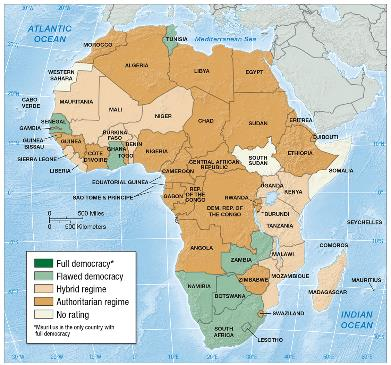 ATLANTIC
OCEAN
TUNISIA
Mediterranean Sea
MOROCCO
ALGERIA
LIBYA
EGYPT
WESTERN
SAHARA
CABO
VERDE
MAURITANIA
MALI
NIGER
CHAD
SUDAN
ERITREA
DJIBOUTI
SENEGAL
GAMBIA
GUINEA-
BISSAU
GUINEA
SIERRA LEONE
LIBERIA
CÔTE
D'IVOIRE
BURKINA
FASO
GHANA
TOGO
BENIN
NIGERIA
CAMEROON
CENTRAL AFRICAN
REPUBLIC
SOUTH
SUDAN
ETHIOPIA
SOMALIA
EQUATORIAL GUINEA
SAO TOME & PRINCIPE
GABON
REP.
OF THE
CONGO
DEM. REP. OF
THE CONGO
UGANDA
RWANDA
BURUNDI
KENYA
TANZANIA
SEYCHELLES
COMOROS
ANGOLA
ZAMBIA
MALAWI
MOZAMBIQUE
ZIMBABWE
MADAGASCAR
MAURITIUS
NAMIBIA
BOTSWANA
SWAZILAND
SOUTH
AFRICA
LESOTHO
INDIAN
OCEAN
0 500 Miles
0 500 Kilometers
Full democracy*
Flawed democracy
Hybrid regime
Authoritarian regime
No rating
*Mauritius is the only country with
full democracy